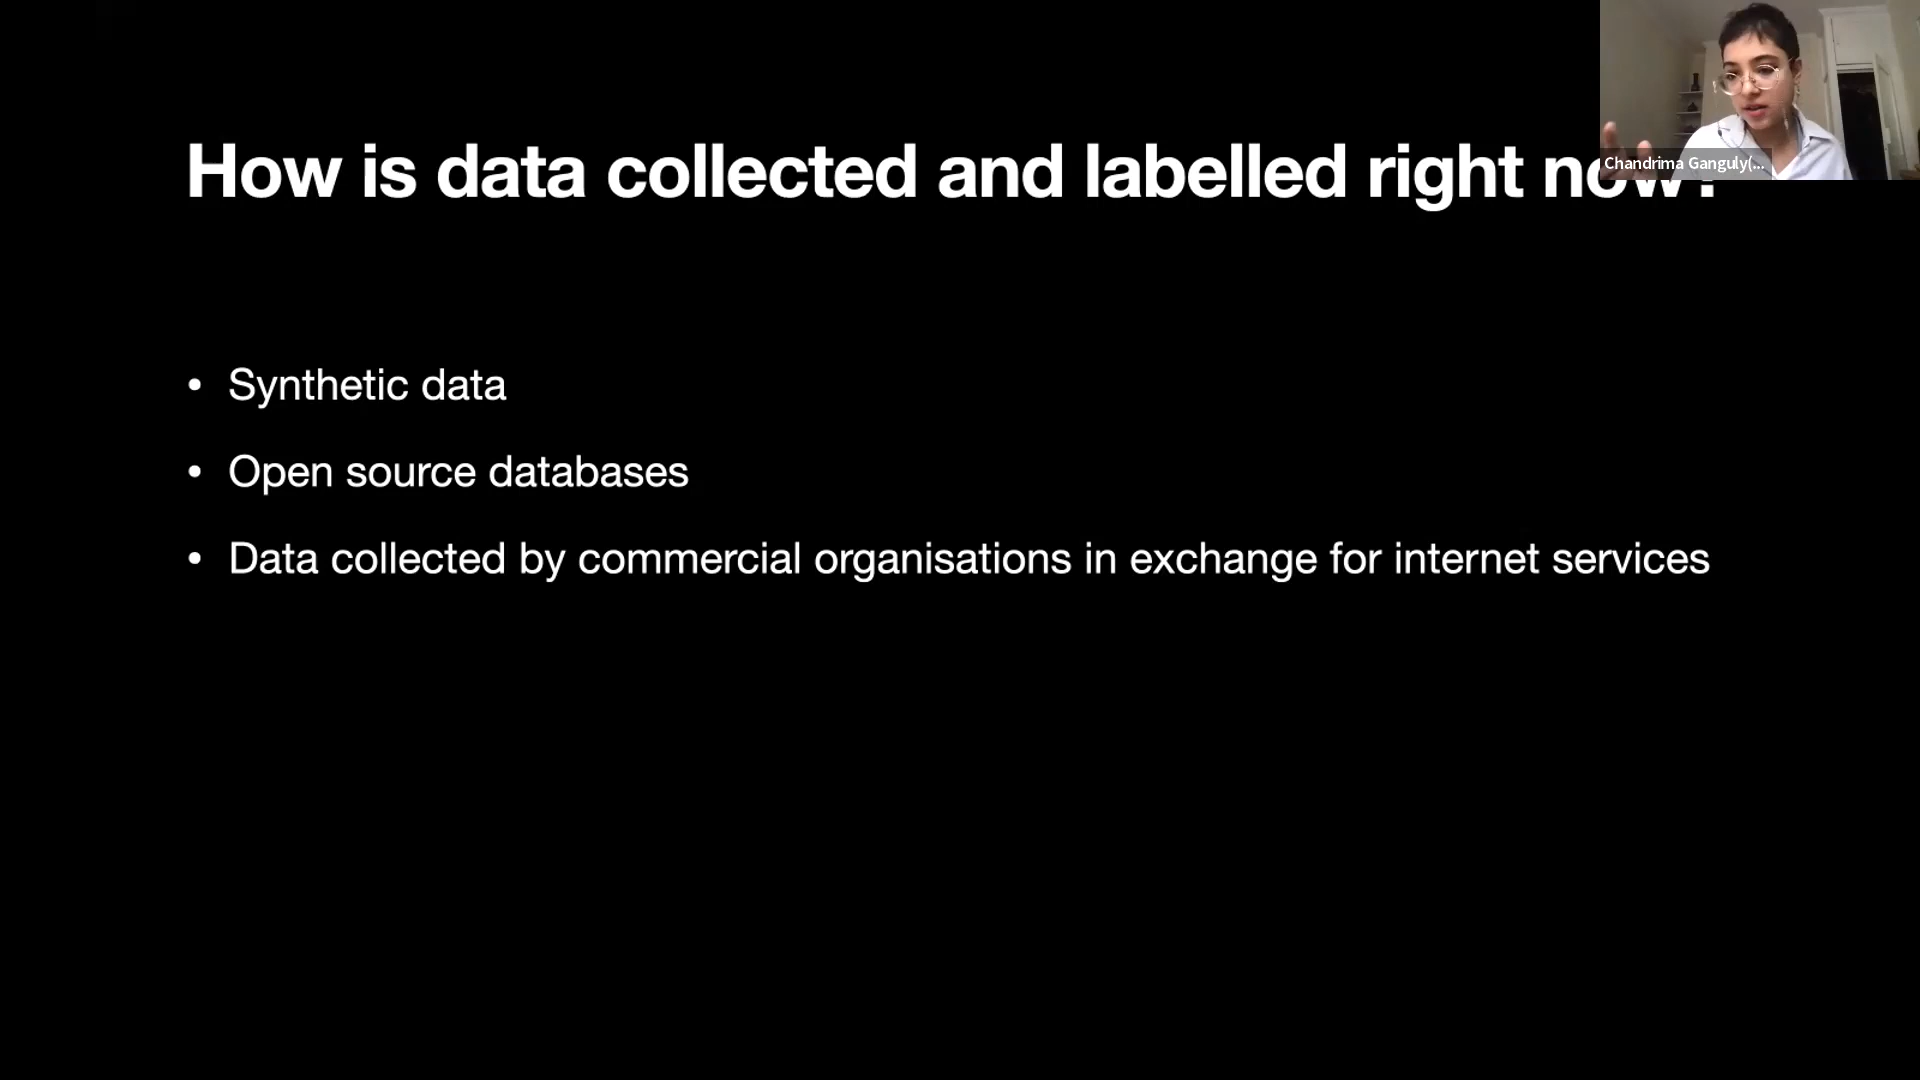 How is data collected and labelled right now?
Chandrima Ganguly(...
• Synthetic data
• Open source databases
• Data collected by commercial organisations in exchange for internet services